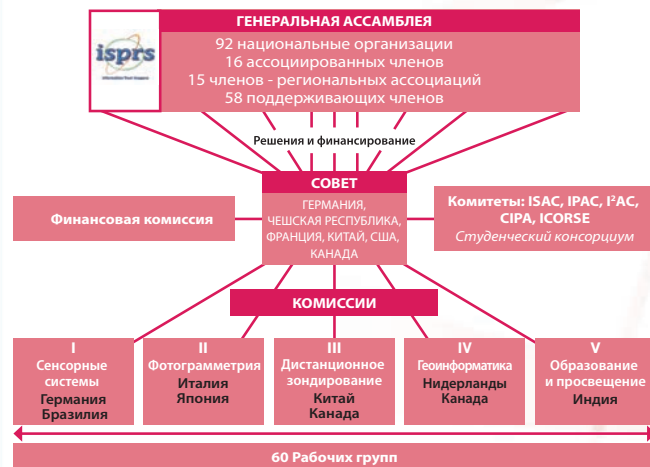 ГЕНЕРАЛЬНАЯ АССАМБЛЕЯ
isprs
92 национальные организации
16 ассоциированных членов
15 членов - региональных ассоциаций
58 поддерживающих членов
Решения и финансирование
СОВЕТ
ГЕРМАНИЯ,
ЧЕШСКАЯ РЕСПУБЛИКА,
ФРАНЦИЯ, КИТАЙ, США,
КАНАДА
Финансовая комиссия
Комитеты: ISAC, IPAC, I²AC,
CIPA, ICORSE
Студенческий консорциум
КОМИССИИ
I
Сенсорные
системы
Германия
Бразилия
II
Фотограмметрия
Италия
Япония
III
Дистанционное
зондирование
Китай
Канада
IV
Геоинформатика
Нидерланды
Канада
V
Образование
и просвещение
Индия
60 Рабочих групп